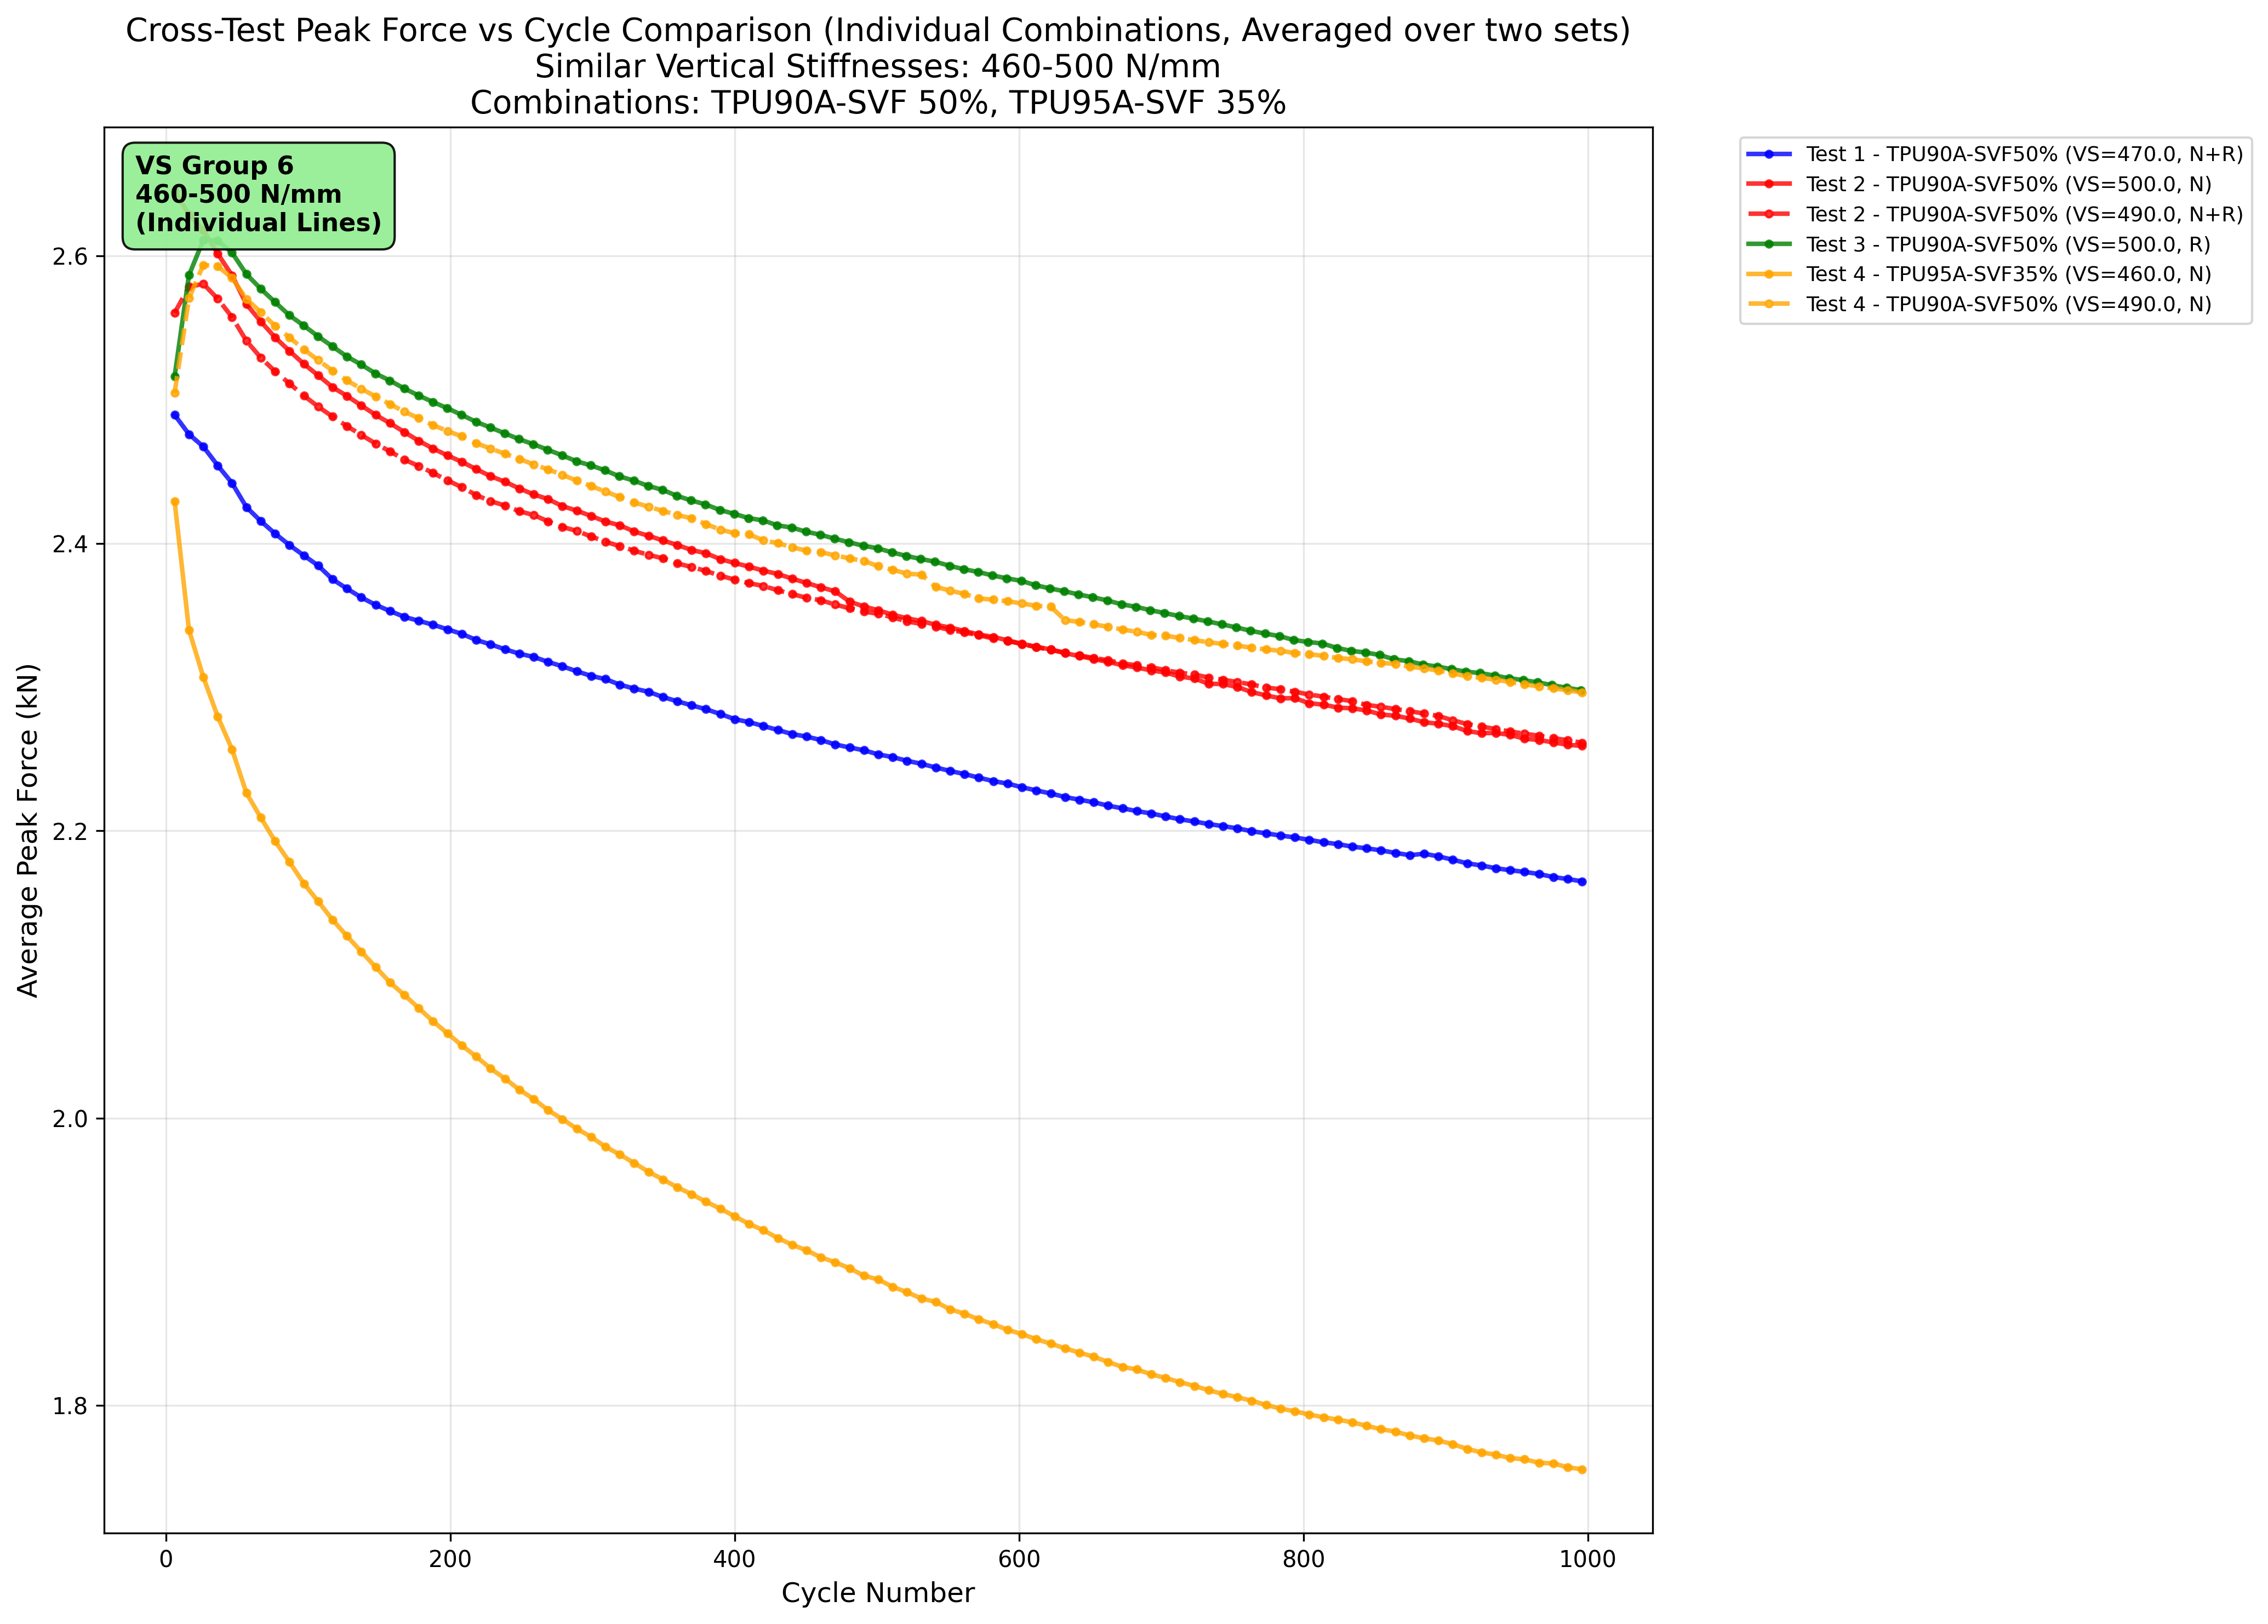 Cross-Test Peak Force vs Cycle Comparison (Individual Combinations, Averaged over two sets)
Similar Vertical Stiffnesses: 460-500 N/mm
Combinations: TPU90A-SVF 50%, TPU95A-SVF 35%
VS Group 6
460-500 N/mm
(Individual Lines)
Test 1 - TPU90A-SVF50% (VS=470.0, N+R)
Test 2 - TPU90A-SVF50% (VS=500.0, N)
Test 2 - TPU90A-SVF50% (VS=490.0, N+R)
Test 3 - TPU90A-SVF50% (VS=500.0, R)
Test 4 - TPU95A-SVF35% (VS=460.0, N)
Test 4 - TPU90A-SVF50% (VS=490.0, N)
Average Peak Force (kN)
2.6
2.4
2.2
2.0
1.8
0
200
400
600
800
1000
Cycle Number